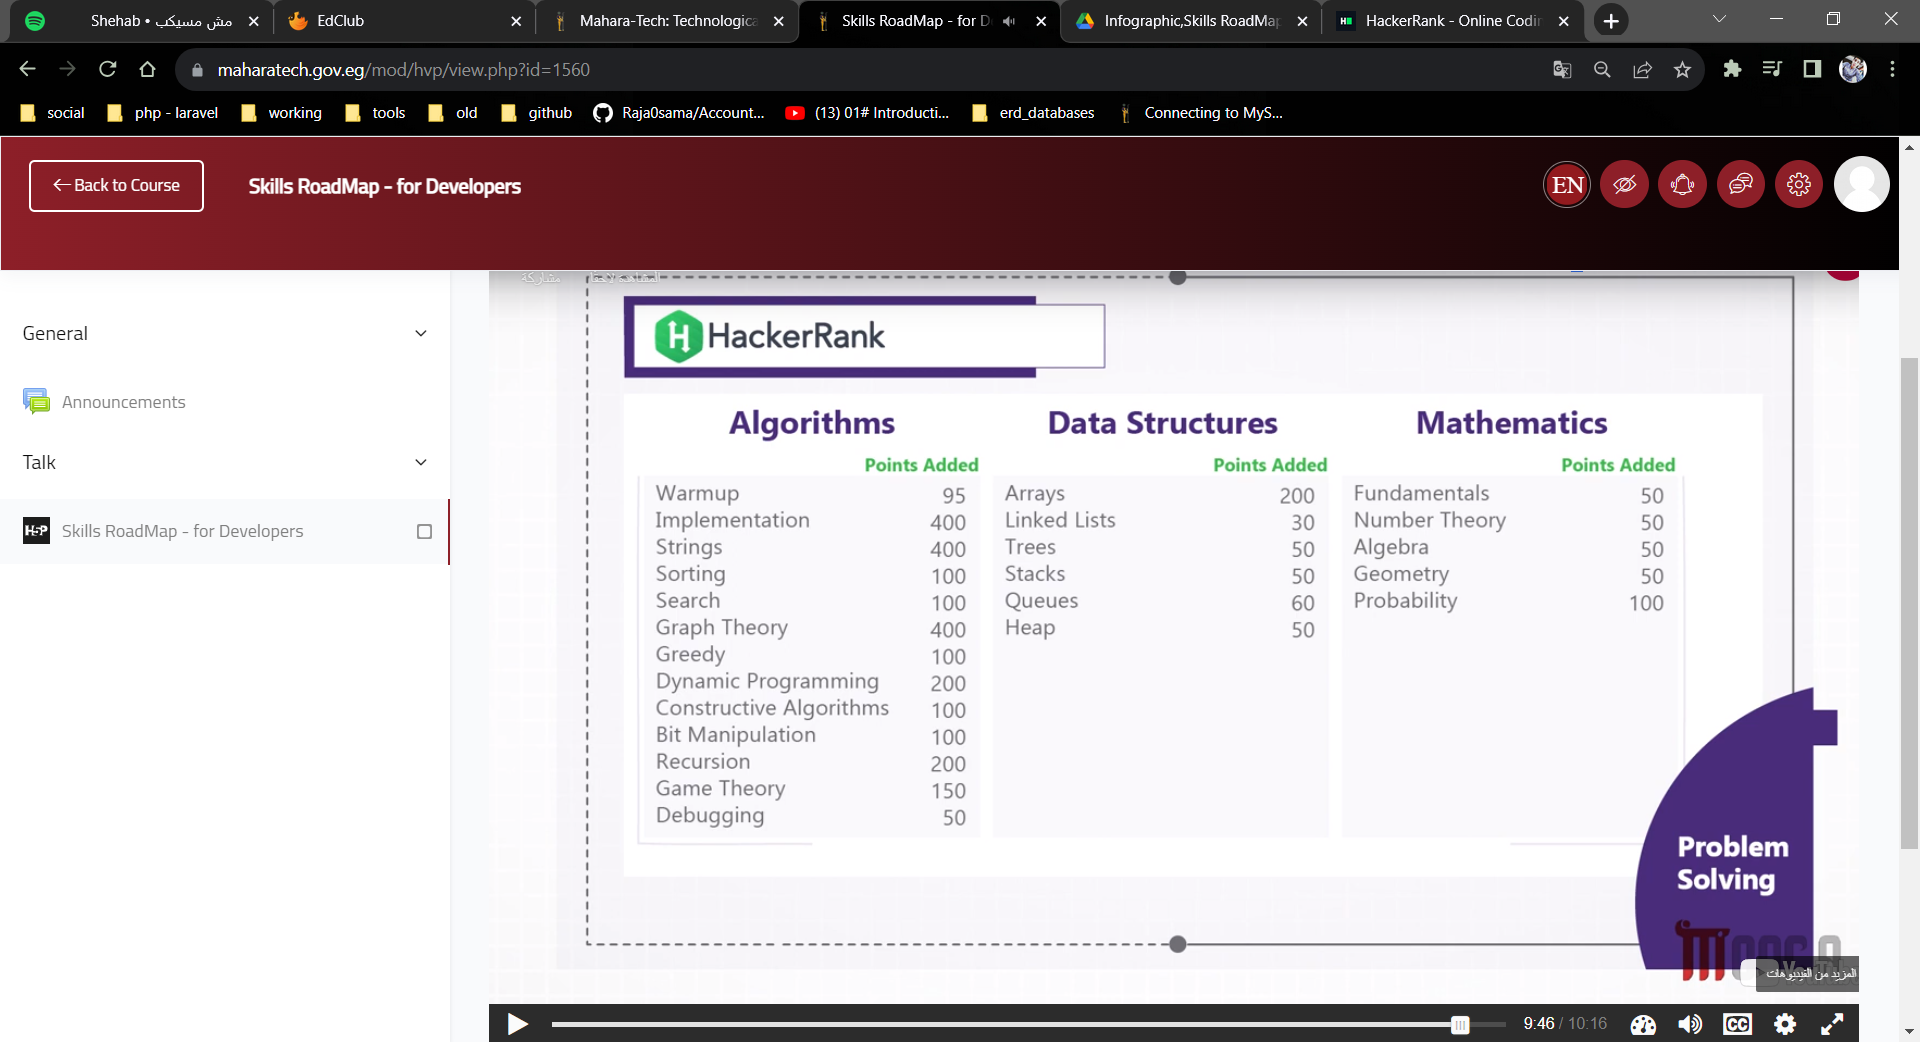 Shehab • مش مسيكب
EdClub
Mahara-Tech: Technologica
Skills RoadMap - for D
Infographic,Skills RoadMap
HackerRank - Online Codin
maharatech.gov.eg/mod/hvp/view.php?id=1560
social
php - laravel
working
tools
old
github
Raja0sama/Account...
(13) 01# Introducti...
erd_databases
Connecting to MyS...
Back to Course
Skills RoadMap - for Developers
EN
General
Announcements
Talk
H5P
Skills RoadMap - for Developers
مشاركة
المشاهدة لاحقًا
H
HackerRank
Algorithms
Points Added
Warmup 95
Implementation 400
Strings 400
Sorting 100
Search 100
Graph Theory 400
Greedy 100
Dynamic Programming 200
Constructive Algorithms 100
Bit Manipulation 100
Recursion 200
Game Theory 150
Debugging 50
Data Structures
Points Added
Arrays 200
Linked Lists 30
Trees 50
Stacks 50
Queues 60
Heap 50
Mathematics
Points Added
Fundamentals 50
Number Theory 50
Algebra 50
Geometry 50
Probability 100
Problem
Solving
المزيد من الفيديوهات
9:46 / 10:16
CC